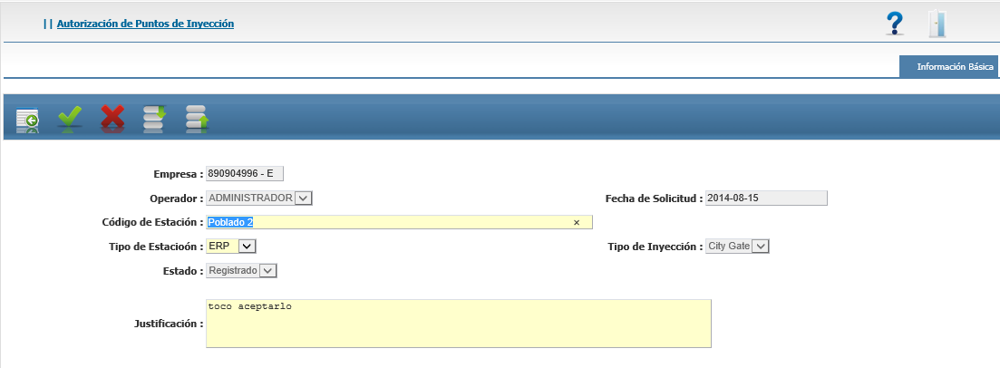 || Autorización de Puntos de Inyección
Información Básica
Empresa : 890904996 - E
Operador : ADMINISTRADOR
Fecha de Solicitud : 2014-08-15
Código de Estación : Poblado 2 ×
Tipo de Estacioón : ERP
Tipo de Inyección : City Gate
Estado : Registrado
Justificación : toco aceptarlo